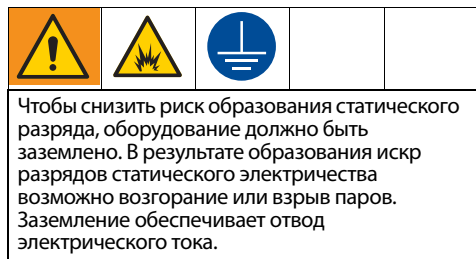 Чтобы снизить риск образования статического
разряда, оборудование должно быть
заземлено. В результате образования искр
разрядов статического электричества
возможно возгорание или взрыв паров.
Заземление обеспечивает отвод
электрического тока.